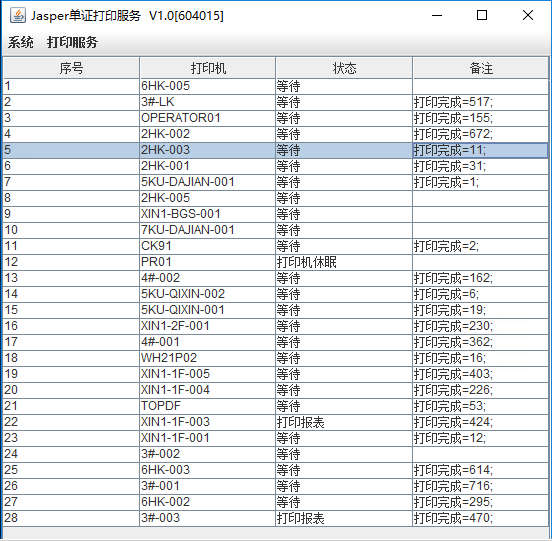 Jasper单证打印服务 V1.0[604015]
系统 打印服务
序号 打印机 状态 备注
1 6HK-005 等待
2 3#-LK 等待 打印完成=517;
3 OPERATOR01 等待 打印完成=155;
4 2HK-002 等待 打印完成=672;
5 2HK-003 等待 打印完成=11;
6 2HK-001 等待 打印完成=31;
7 5KU-DAJIAN-001 等待 打印完成=1;
8 2HK-005 等待
9 XIN1-BGS-001 等待
10 7KU-DAJIAN-001 等待
11 CK91 等待 打印完成=2;
12 PR01 打印机休眠
13 4#-002 等待 打印完成=162;
14 5KU-QIXIN-002 等待 打印完成=6;
15 5KU-QIXIN-001 等待 打印完成=19;
16 XIN1-2F-001 等待 打印完成=230;
17 4#-001 等待 打印完成=362;
18 WH21P02 等待 打印完成=16;
19 XIN1-1F-005 等待 打印完成=403;
20 XIN1-1F-004 等待 打印完成=226;
21 TOPDF 等待 打印完成=53;
22 XIN1-1F-003 打印报表 打印完成=424;
23 XIN1-1F-001 等待 打印完成=12;
24 3#-002 等待
25 6HK-003 等待 打印完成=614;
26 3#-001 等待 打印完成=716;
27 6HK-002 等待 打印完成=295;
28 3#-003 打印报表 打印完成=470;